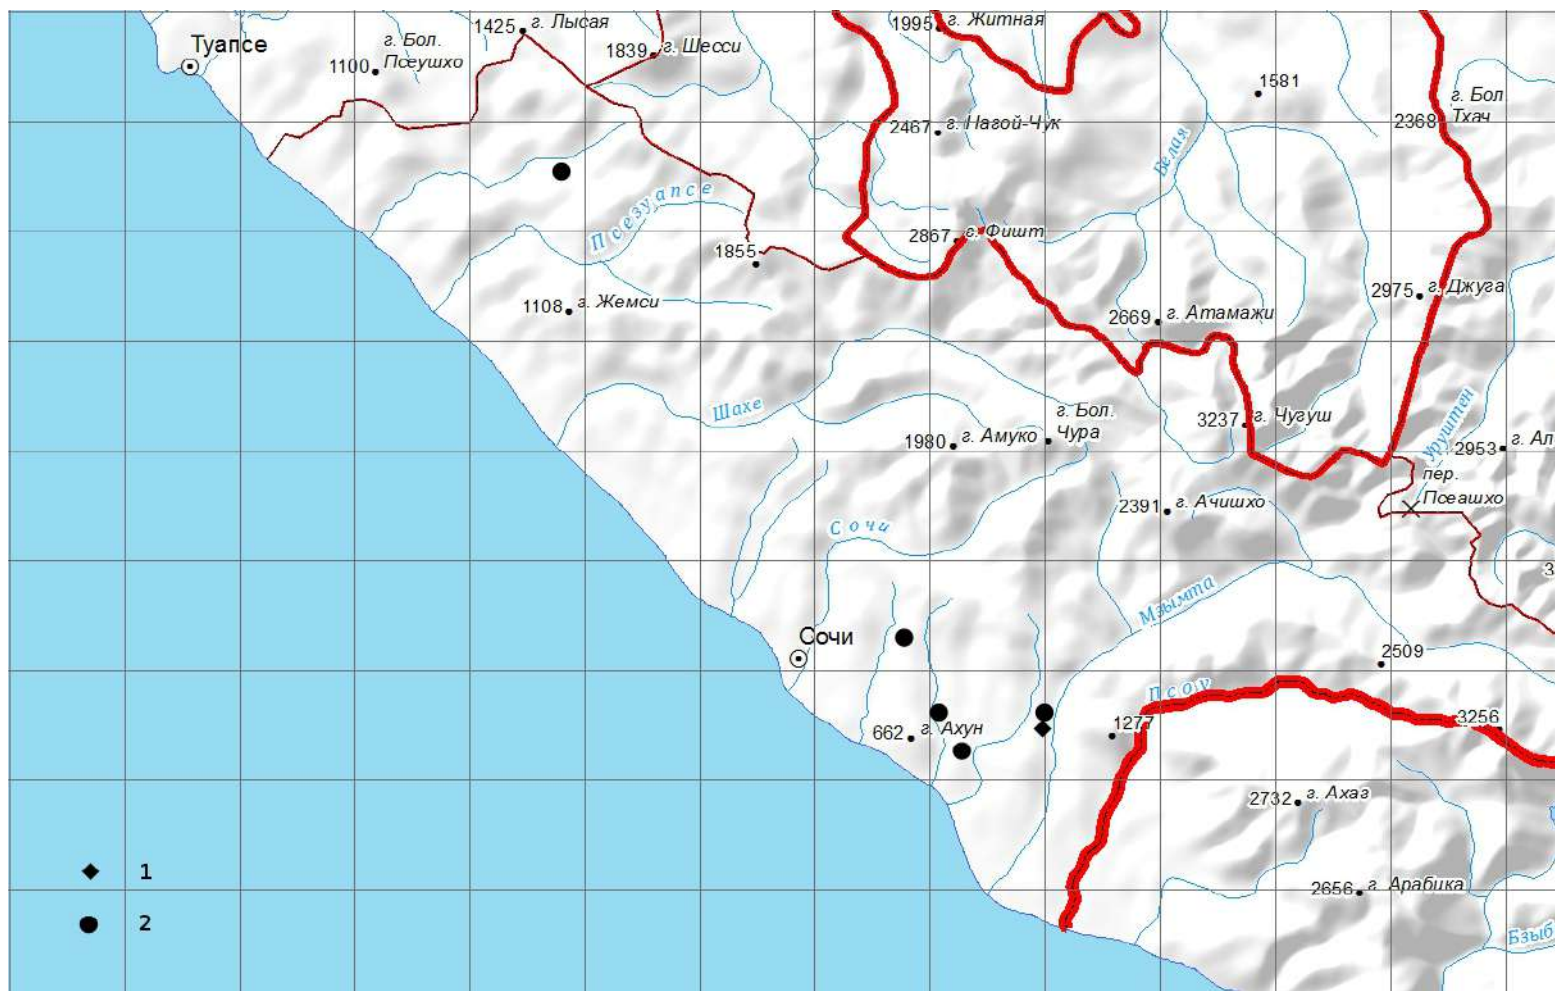 1425 г. Лысая
1995 г. Житная
Туапсе
г. Бол.
1100 Псеушхо
1839 г. Шесси
1581
г. Бол.
2368 Тхач
2467 г. Нагой-Чук
Белая
Псезуапсе
2867 г. Фишт
1855
2975 г. Джуга
1108 г. Жемси
2669 г. Атамажи
Шахе
г. Бол.
Чура
1980 г. Амуко
3237 г. Чугуш
Уруштен
2953 г. Ал
пер.
Псеашхо
2391 г. Ачишхо
Сочи
3
Мзымта
Сочи
2509
Псоу
662 г. Ахун
1277
3256
2732 г. Ахаг
1
2656 г. Арабика
2
Бзыб